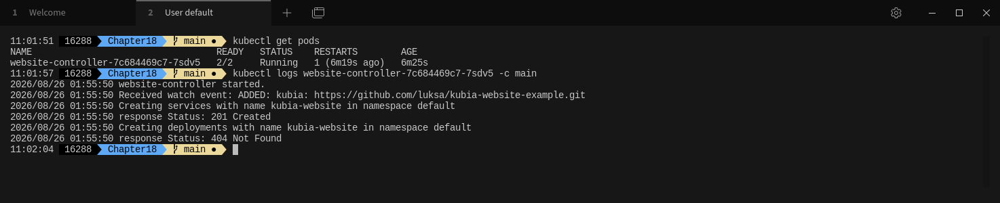 1 Welcome 2 User default
11:01:51 16288 Chapter18 main ● kubectl get pods
NAME READY STATUS RESTARTS AGE
website-controller-7c684469c7-7sdv5 2/2 Running 1 (6m19s ago) 6m25s
11:01:57 16288 Chapter18 main ● kubectl logs website-controller-7c684469c7-7sdv5 -c main
2026/08/26 01:55:50 website-controller started.
2026/08/26 01:55:50 Received watch event: ADDED: kubia: https://github.com/luksa/kubia-website-example.git
2026/08/26 01:55:50 Creating services with name kubia-website in namespace default
2026/08/26 01:55:50 response Status: 201 Created
2026/08/26 01:55:50 Creating deployments with name kubia-website in namespace default
2026/08/26 01:55:50 response Status: 404 Not Found
11:02:04 16288 Chapter18 main ●